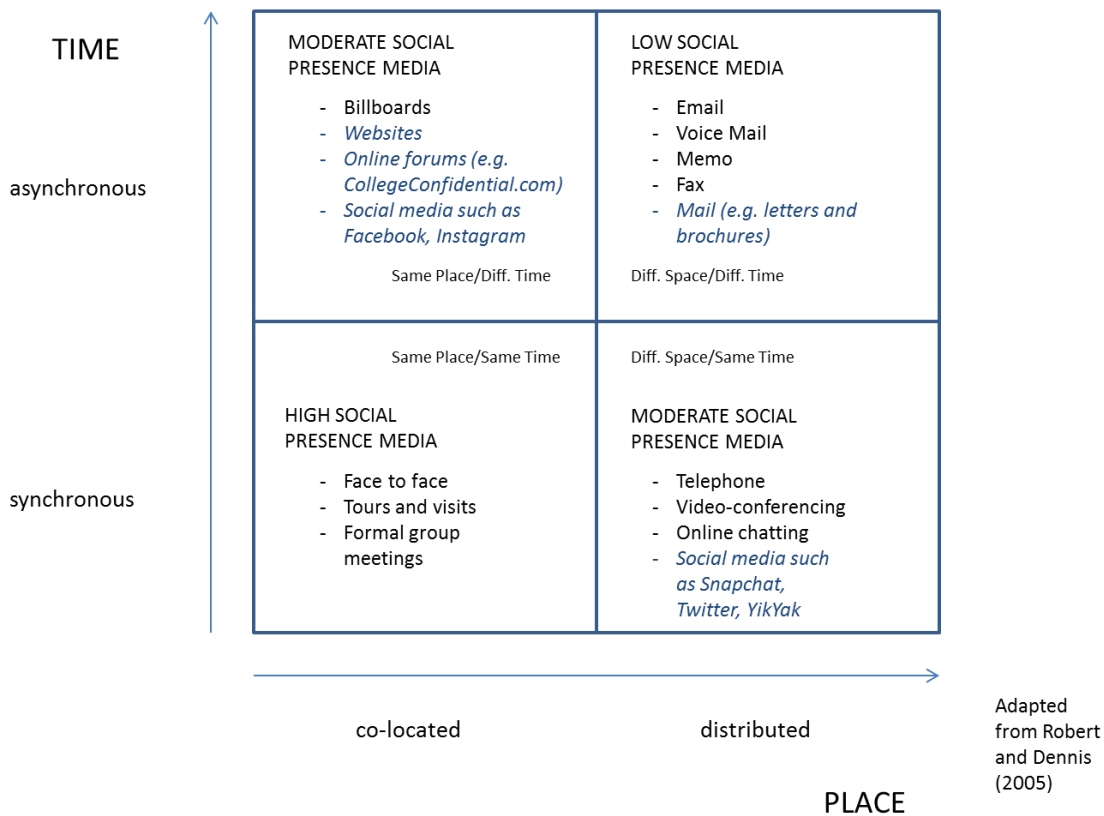 TIME
asynchronous
synchronous
MODERATE SOCIAL
PRESENCE MEDIA
- Billboards
- Websites
- Online forums (e.g.
CollegeConfidential.com)
- Social media such as
Facebook, Instagram
Same Place/Diff. Time
LOW SOCIAL
PRESENCE MEDIA
- Email
- Voice Mail
- Memo
- Fax
- Mail (e.g. letters and
brochures)
Diff. Space/Diff. Time
Same Place/Same Time
HIGH SOCIAL
PRESENCE MEDIA
- Face to face
- Tours and visits
- Formal group
meetings
Diff. Space/Same Time
MODERATE SOCIAL
PRESENCE MEDIA
- Telephone
- Video-conferencing
- Online chatting
- Social media such
as Snapchat,
Twitter, YikYak
co-located
distributed
PLACE
Adapted
from Robert
and Dennis
(2005)